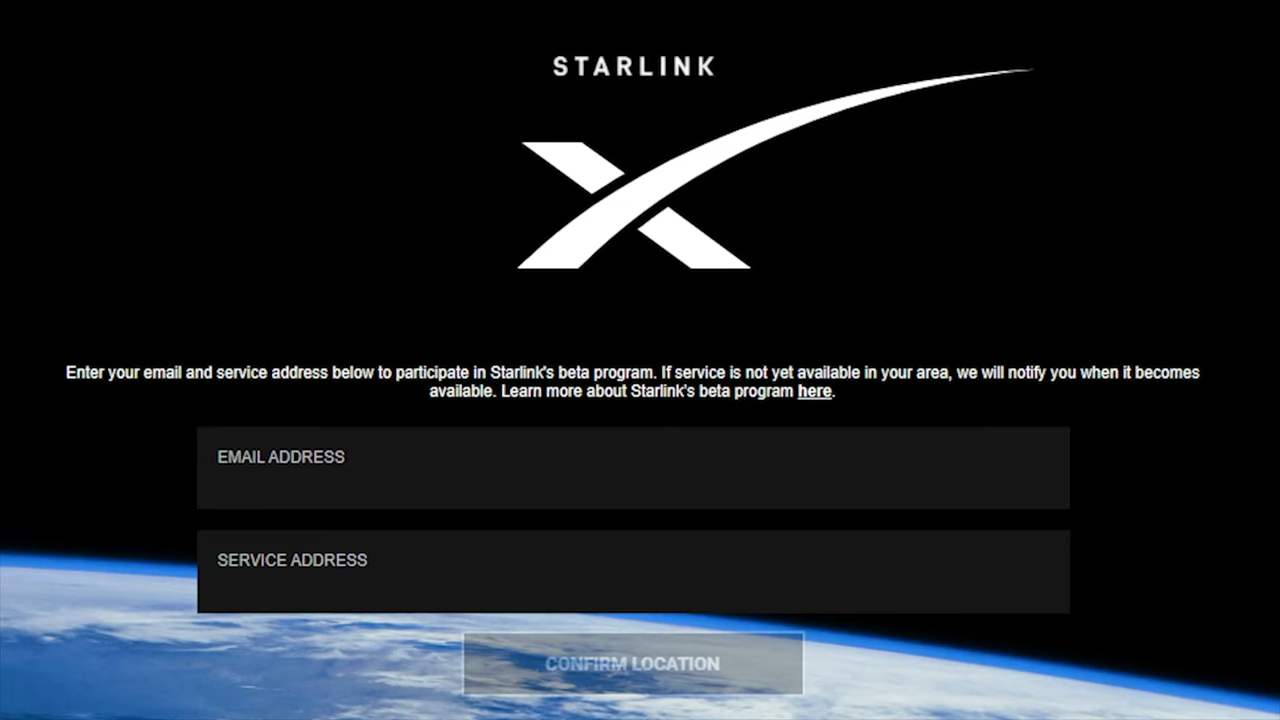 STARLINK
Enter your email and service address below to participate in Starlink's beta program. If service is not yet available in your area, we will notify you when it becomes
available. Learn more about Starlink's beta program here.
EMAIL ADDRESS
SERVICE ADDRESS
CONFIRM LOCATION